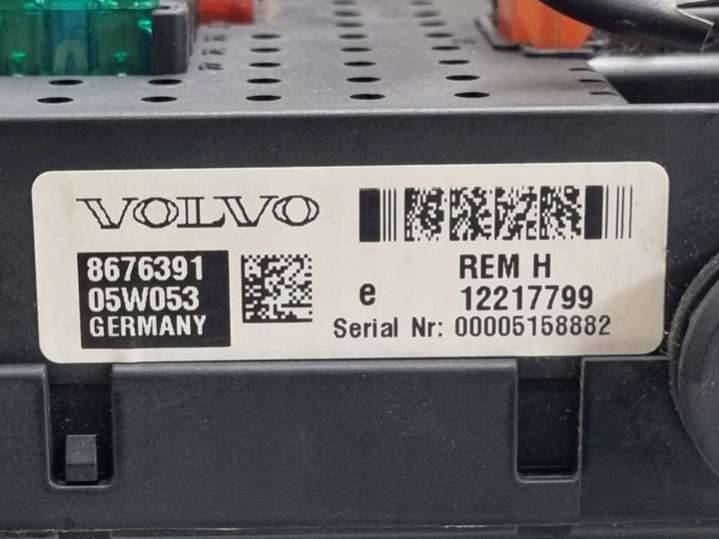 VOLVO
8676391
05W053
GERMANY
REM H
e 12217799
Serial Nr: 00005158882